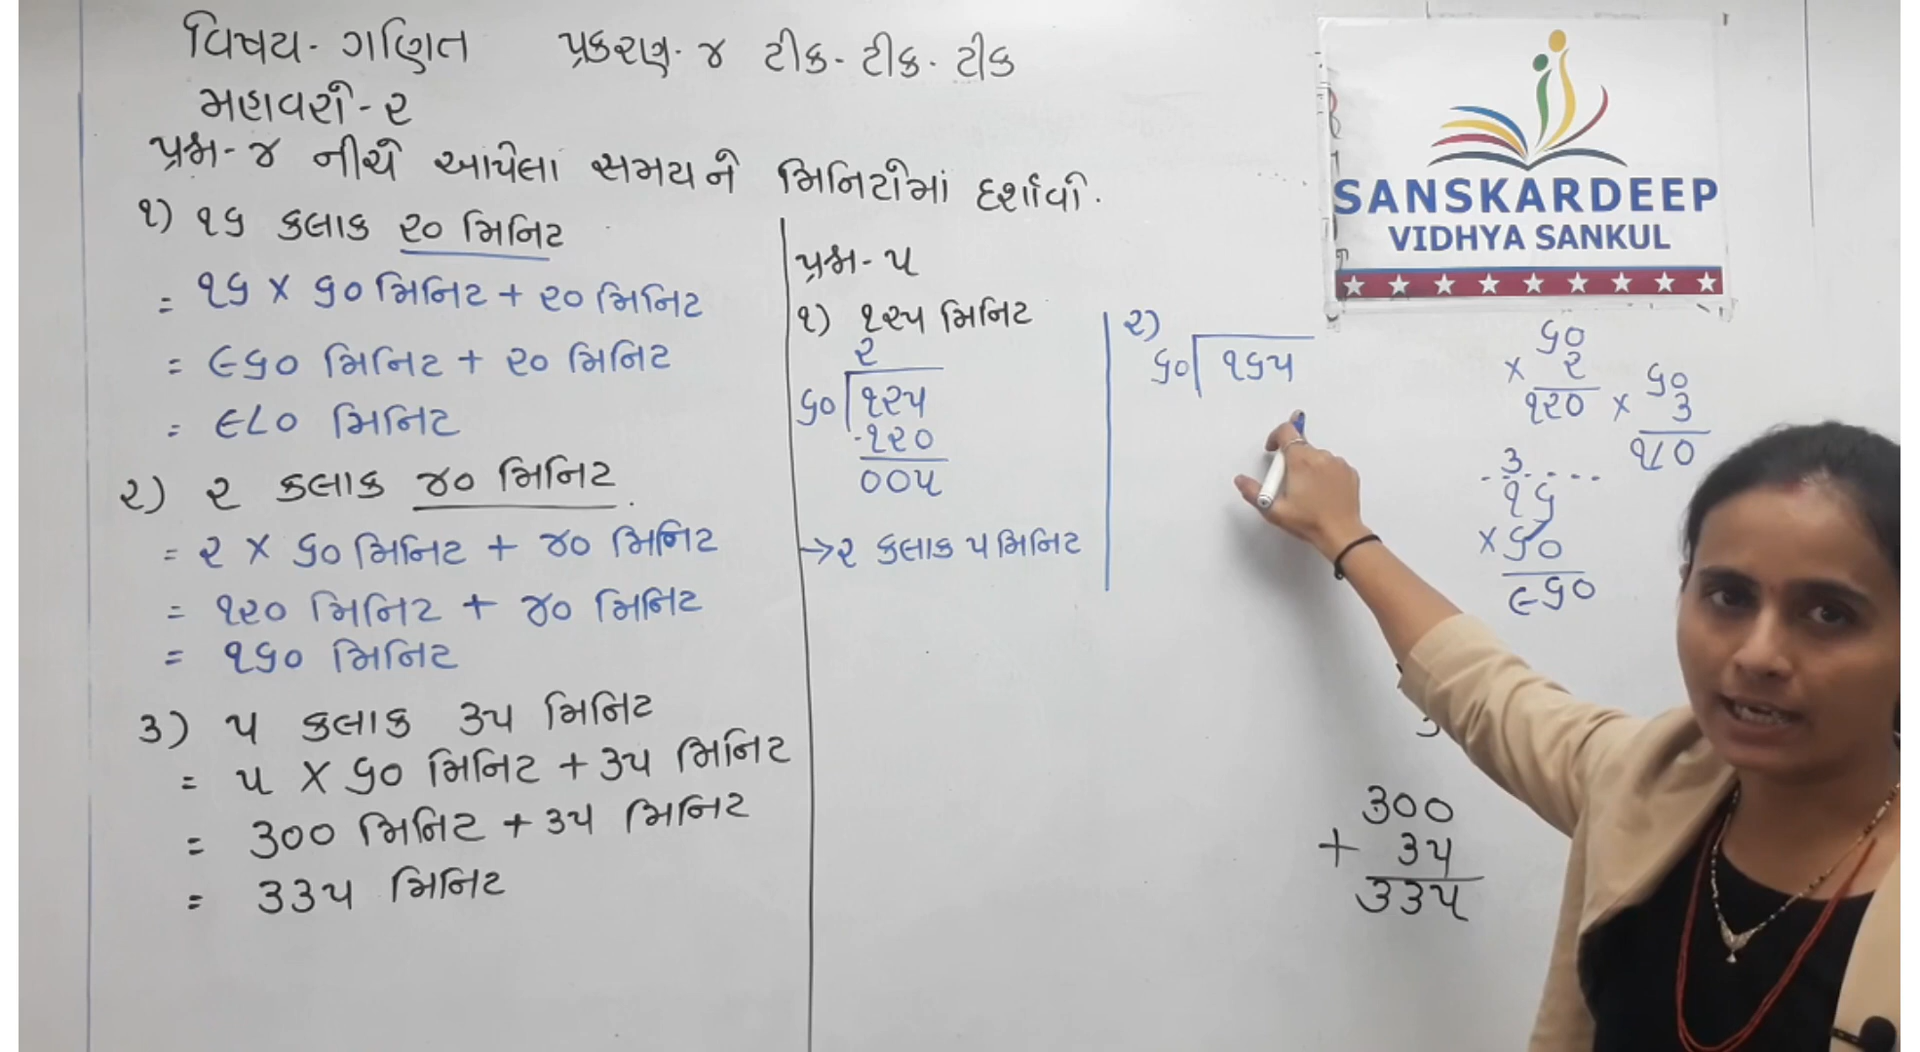 વિષય - ગણિત પ્રકરણ - ૪ ટીક - ટીક - ટીક
મહાવરો - ૨
પ્રશ્ન - ૪ નીચે આપેલા સમયને મિનિટોમાં દર્શાવો.
૧) ૧૬ કલાક ૨૦ મિનિટ
= ૧૬ x ૬૦ મિનિટ + ૨૦ મિનિટ
= ૯૬૦ મિનિટ + ૨૦ મિનિટ
= ૯૮૦ મિનિટ
૨) ૨ કલાક ૪૦ મિનિટ
= ૨ x ૬૦ મિનિટ + ૪૦ મિનિટ
= ૧૨૦ મિનિટ + ૪૦ મિનિટ
= ૧૬૦ મિનિટ
૩) ૫ કલાક ૩૫ મિનિટ
= ૫ x ૬૦ મિનિટ + ૩૫ મિનિટ
= ૩૦૦ મિનિટ + ૩૫ મિનિટ
= ૩૩૫ મિનિટ
પ્રશ્ન - ૫
૧) ૧૨૫ મિનિટ
૨
૬૦ ૧૨૫
- ૧૨૦
૦૦૫
→ ૨ કલાક ૫ મિનિટ
૨)
૬૦ ૧૬૫
SANSKARDEEP
VIDHYA SANKUL
૬૦
x ૨
૧૨૦
૬૦
x ૩
૧૮૦
૩
૧૬
x ૬૦
૯૬૦
૩૦૦
+ ૩૫
૩૩૫